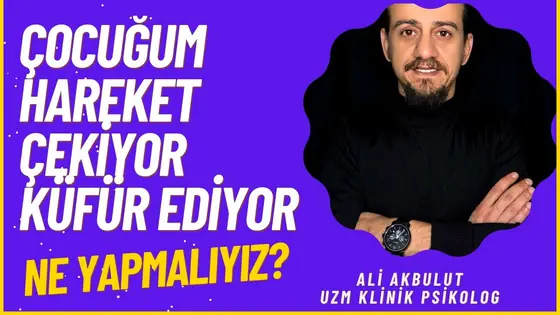 ÇOCUĞUM
HAREKET
ÇEKİYOR
KÜFÜR EDİYOR
NE YAPMALIYIZ?
ALİ AKBULUT
UZM KLİNİK PSİKOLOG